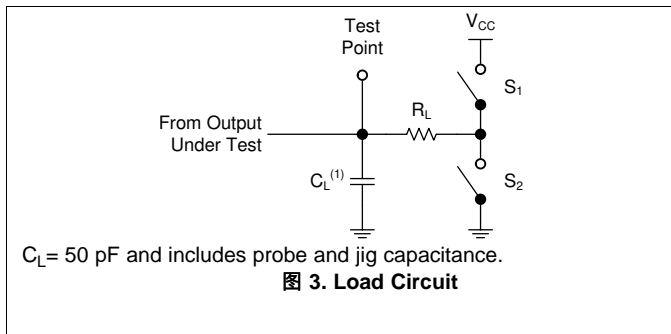 Test
Point
V_CC
S_1
R_L
From Output
Under Test
C_L^(1)
S_2
C_L= 50 pF and includes probe and jig capacitance.
图 3. Load Circuit